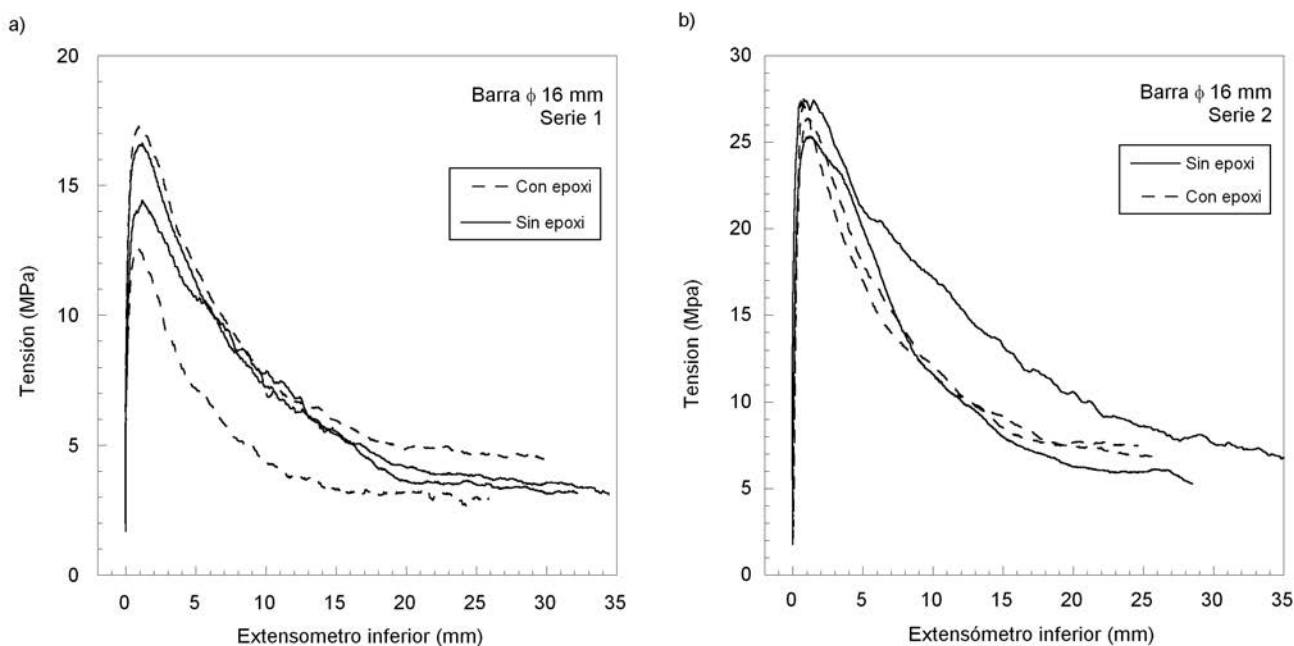 a)
20
15
10
5
0
Tensión (MPa)
Barra ϕ 16 mm
Serie 1
Con epoxi
Sin epoxi
0 5 10 15 20 25 30 35
Extensometro inferior (mm)
b)
30
25
20
15
10
5
0
Tension (Mpa)
Barra ϕ 16 mm
Serie 2
Sin epoxi
Con epoxi
0 5 10 15 20 25 30 35
Extensómetro inferior (mm)